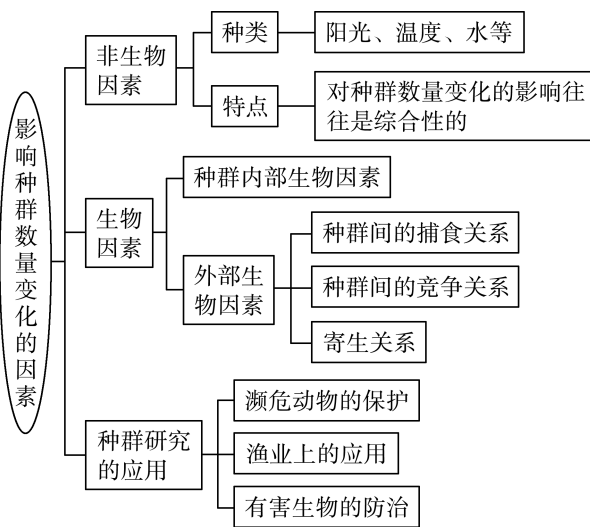 影响种群数量变化的因素
非生物
因素
种类
阳光、温度、水等
特点
对种群数量变化的影响往
往是综合性的
生物
因素
种群内部生物因素
外部生
物因素
种群间的捕食关系
种群间的竞争关系
寄生关系
种群研究
的应用
濒危动物的保护
渔业上的应用
有害生物的防治